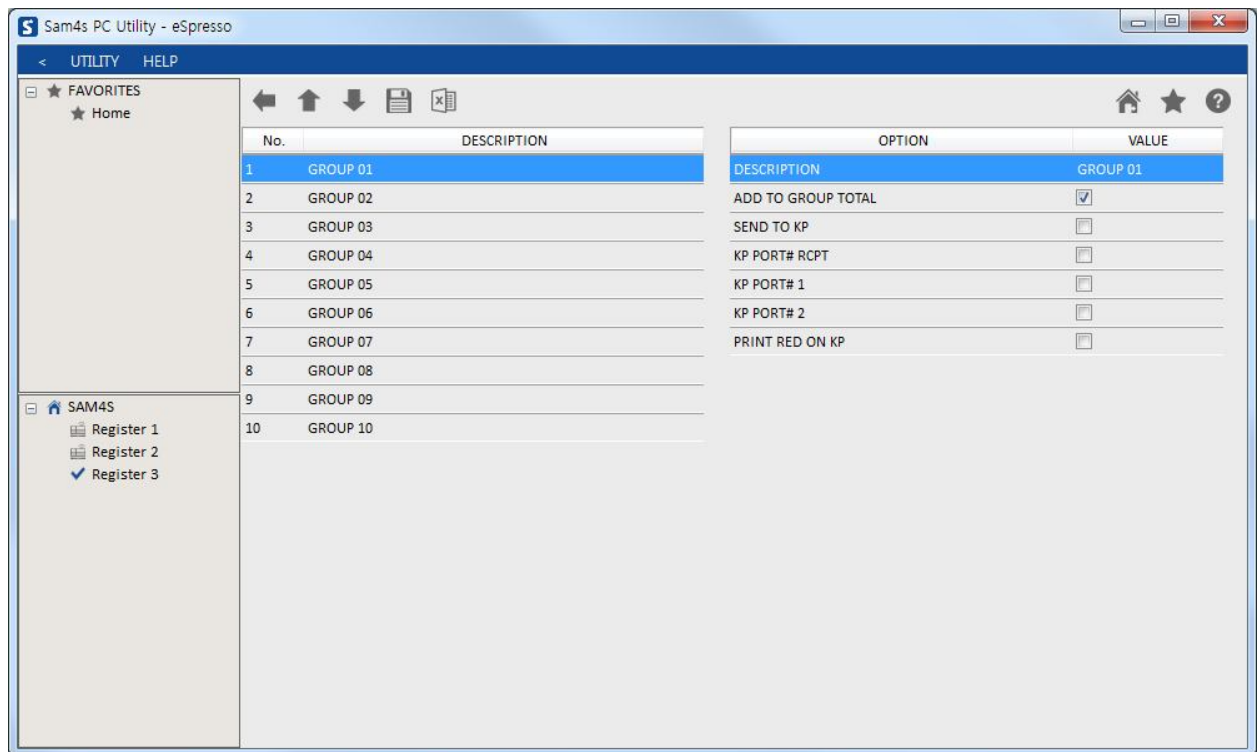 Sam4s PC Utility - eSpresso
< UTILITY HELP
FAVORITES
Home
SAM4S
Register 1
Register 2
Register 3
No. DESCRIPTION
1 GROUP 01
2 GROUP 02
3 GROUP 03
4 GROUP 04
5 GROUP 05
6 GROUP 06
7 GROUP 07
8 GROUP 08
9 GROUP 09
10 GROUP 10
OPTION VALUE
DESCRIPTION GROUP 01
ADD TO GROUP TOTAL
SEND TO KP
KP PORT# RCPT
KP PORT# 1
KP PORT# 2
PRINT RED ON KP